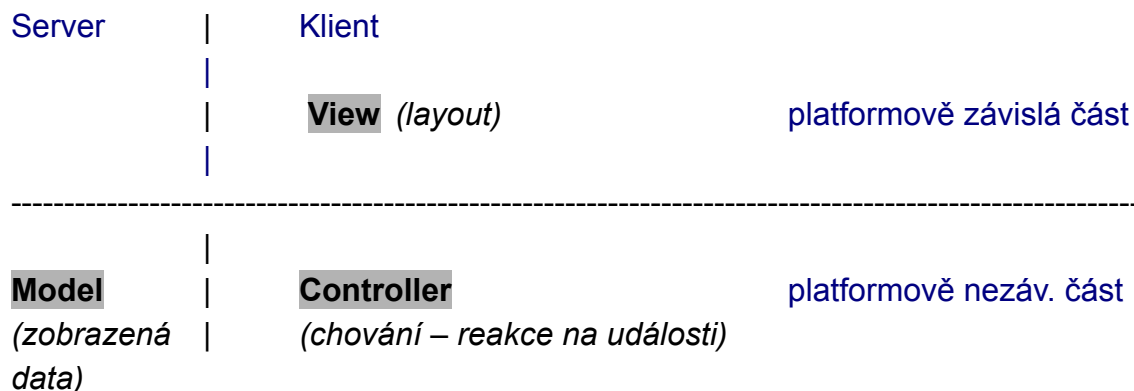 Server | Klient
|
| View (layout) platformově závislá část
|
-----------------------------------------------------------------------------------------------------------
|
Model | Controller platformově nezáv. část
(zobrazená | (chování – reakce na události)
data)